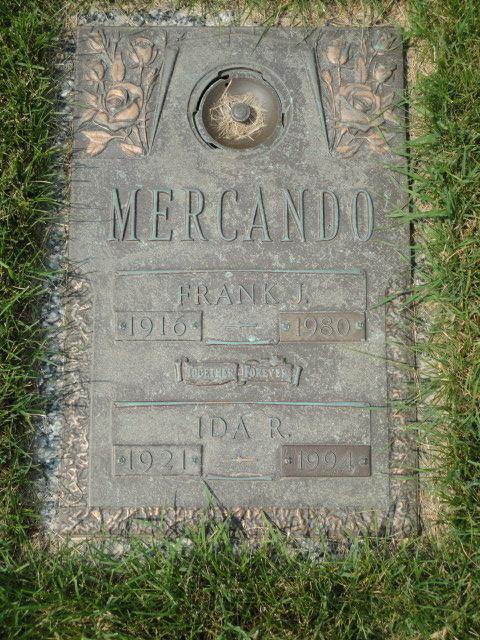 MERCANDO
FRANK J.
1916 — 1980
TOGETHER FOREVER
IDA R.
1921 — 1994